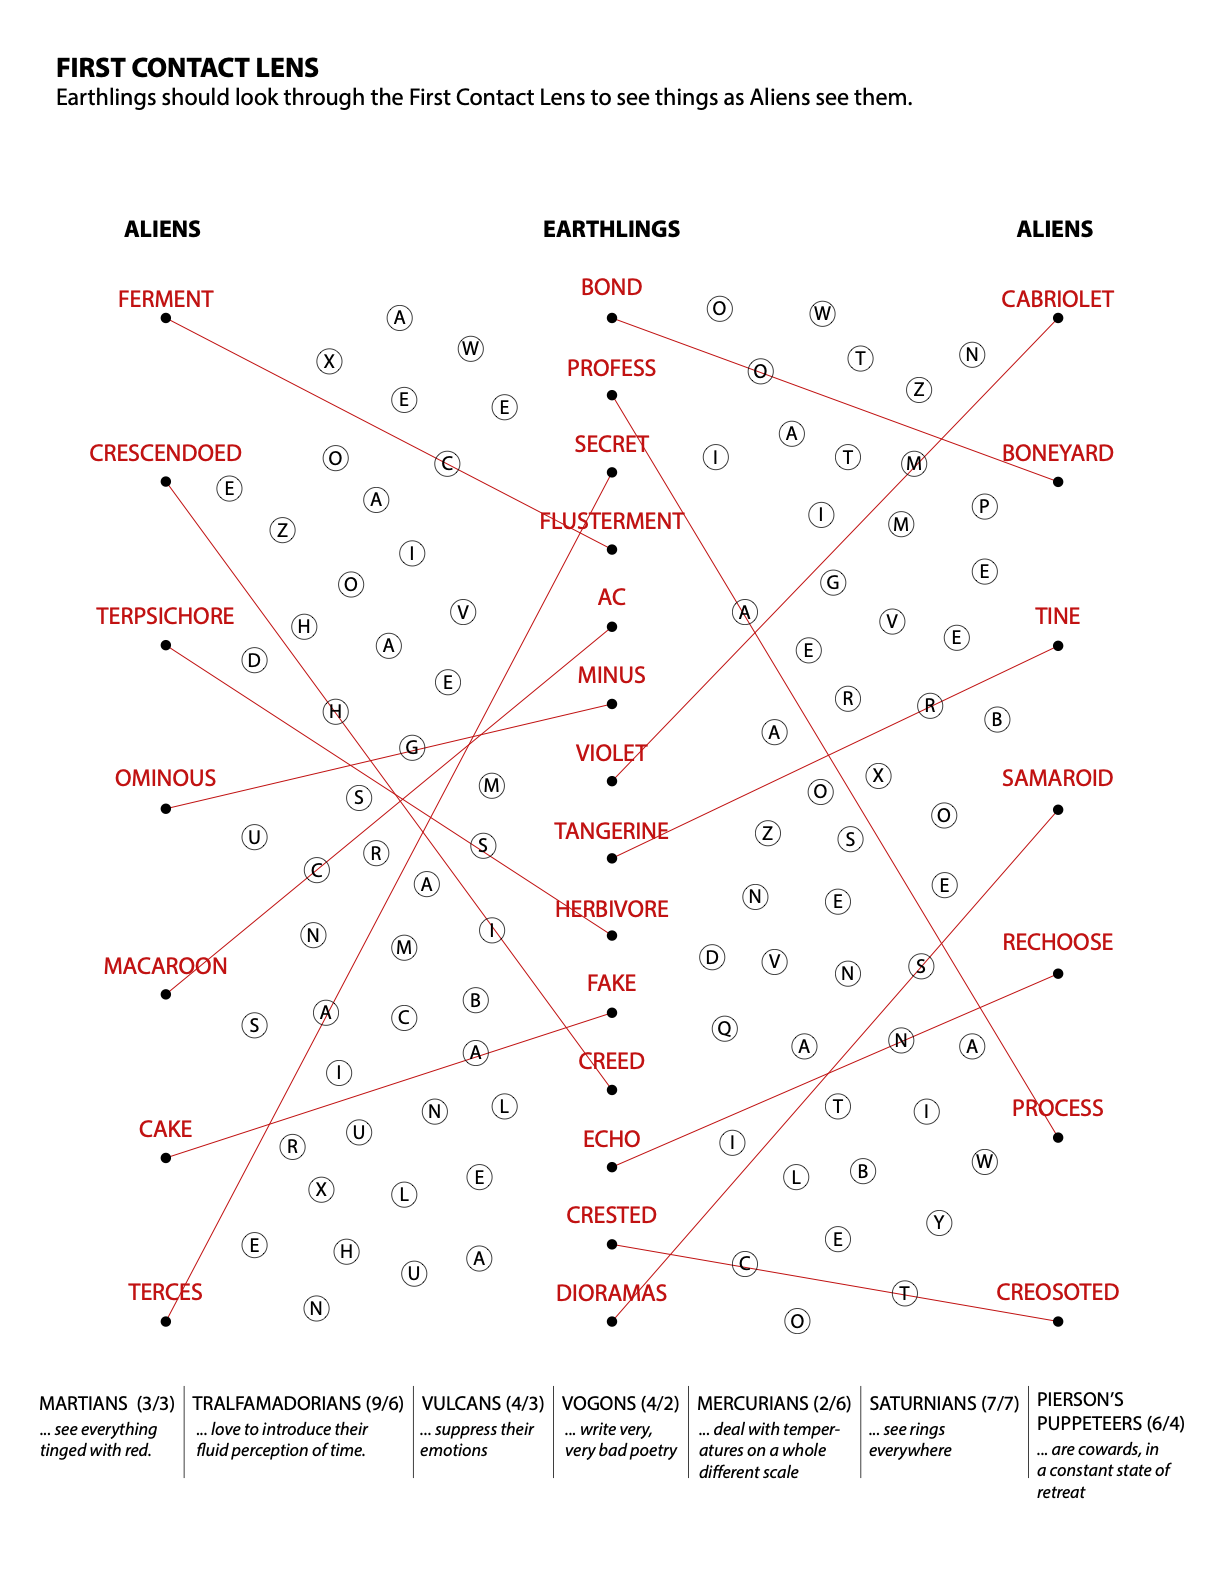 FIRST CONTACT LENS
Earthlings should look through the First Contact Lens to see things as Aliens see them.
ALIENS EARTHLINGS ALIENS
BOND
FERMENT CABRIOLET
O
W
A
W
N
T
X
PROFESS
O
Z
E
E
A
SECRET
CRESCENDOED BONEYARD
O
I
T
C
M
E
A
P
FLUSTERMENT
I
M
Z
I
E
G
O
AC
V
A
TERPSICHORE TINE
V
H
E
A
E
D
MINUS
E
R
R
H
B
A
G
VIOLET
OMINOUS SAMAROID
X
M
O
S
O
TANGERINE
Z
U
S
S
R
C
A
E
N
E
HERBIVORE
I
N
RECHOOSE
M
D
V
MACAROON
S
N
FAKE
B
A
C
S
Q
N
A
A
A
CREED
I
L
T
PROCESS
N
I
CAKE
U
ECHO
I
R
W
B
E
L
X
L
CRESTED
Y
E
E
H
A
C
U
TERCES DIORAMAS CREOSOTED
T
N
O
MARTIANS (3/3)
... see everything
tinged with red.
TRALFAMADORIANS (9/6)
... love to introduce their
fluid perception of time.
VULCANS (4/3)
... suppress their
emotions
VOGONS (4/2)
... write very,
very bad poetry
MERCURIANS (2/6)
... deal with temper-
atures on a whole
different scale
SATURNIANS (7/7)
... see rings
everywhere
PIERSON’S
PUPPETEERS (6/4)
... are cowards, in
a constant state of
retreat